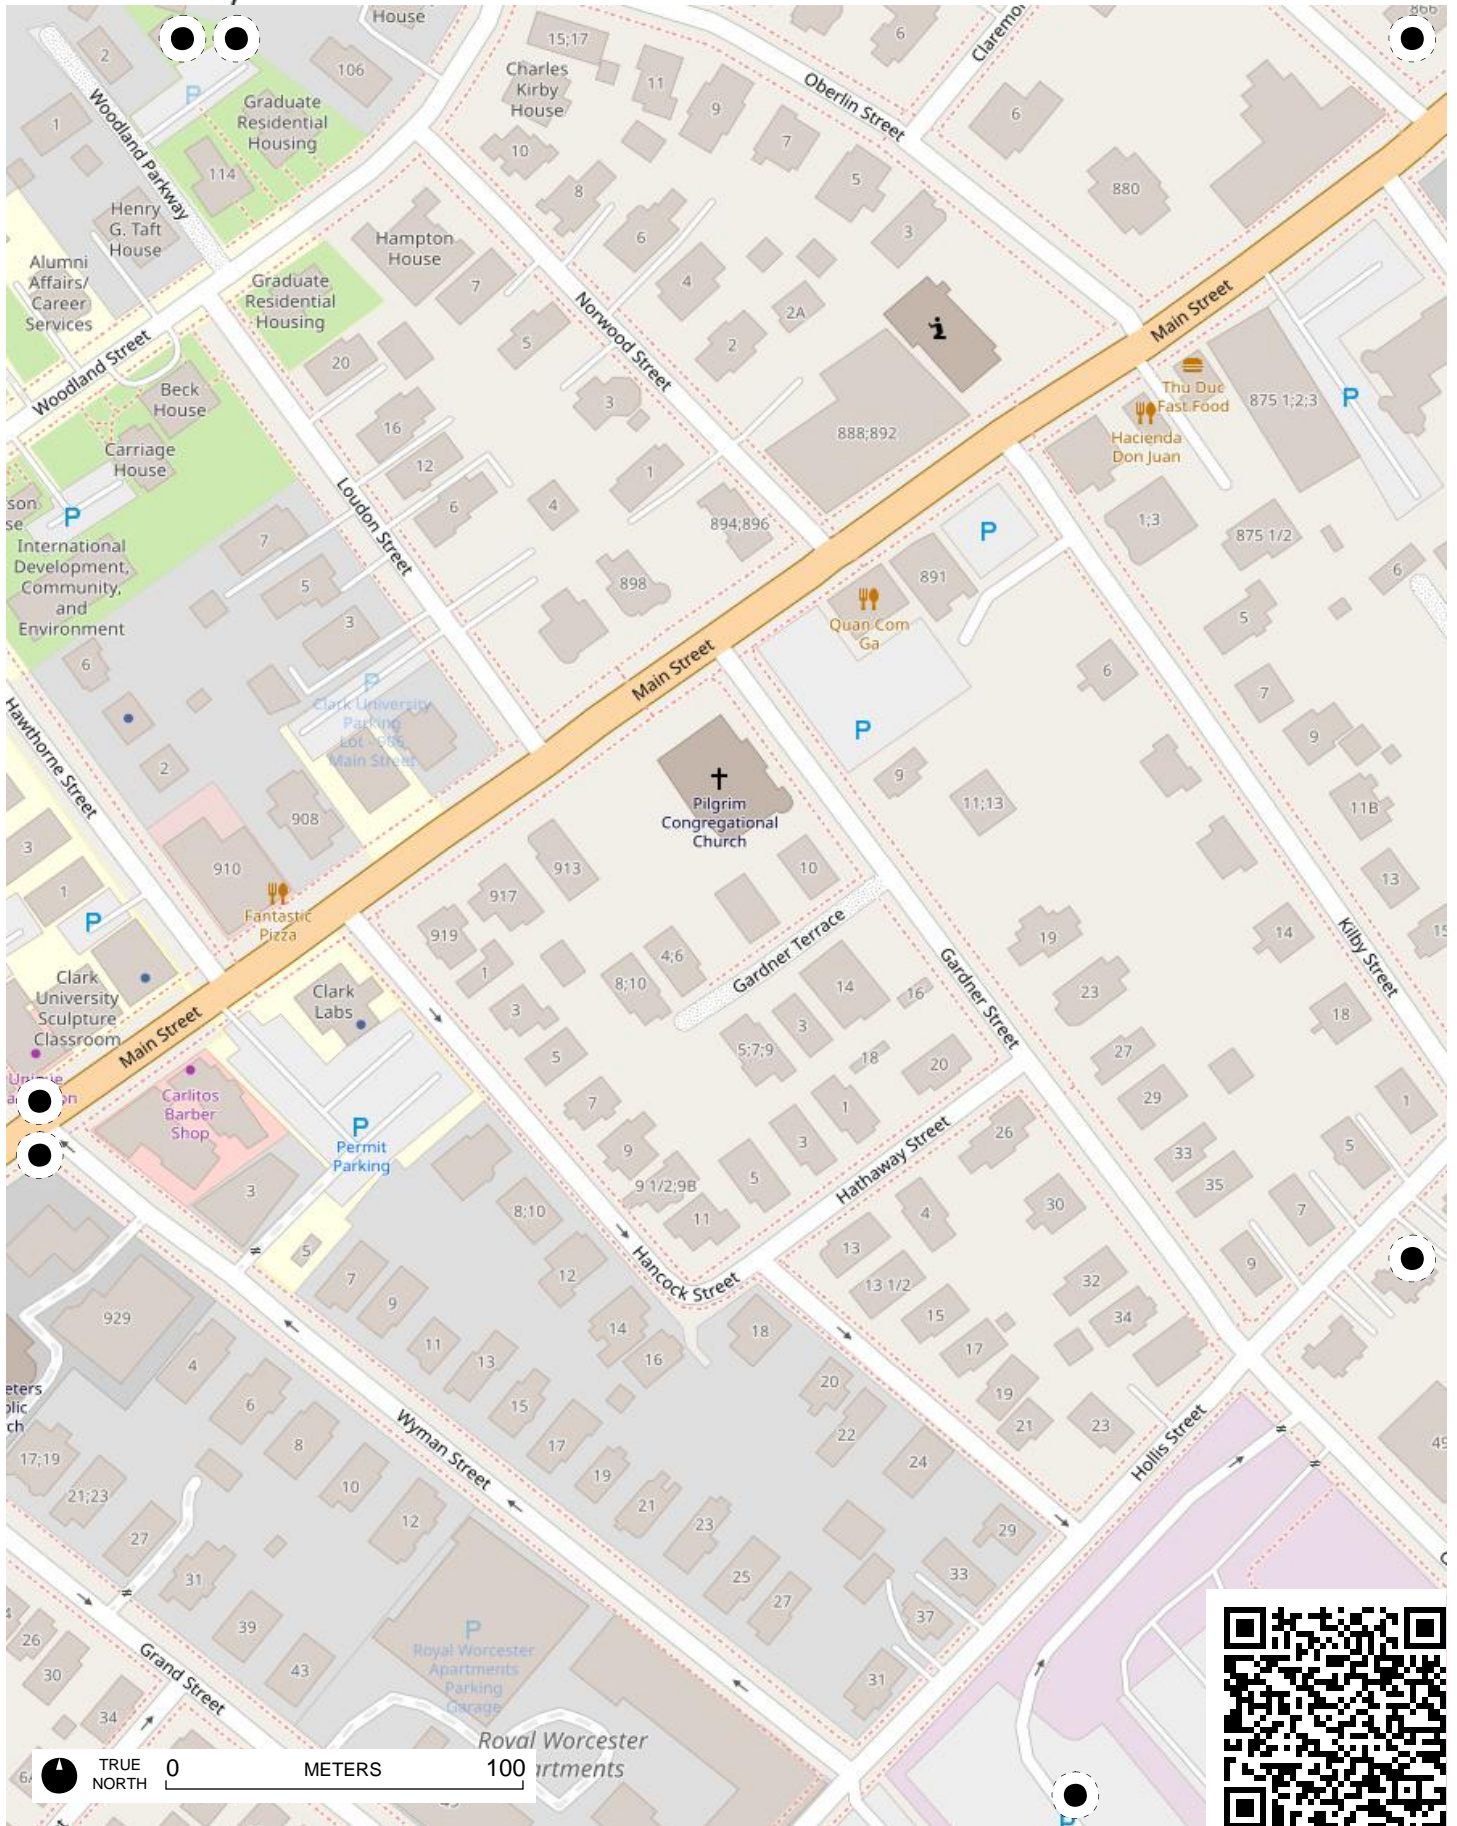 House
866
15;17
6
2
106
Charles
Kirby
House
11
9
Oberlin Street
6
Graduate
Residential
Housing
P
Woodland Parkway
1
7
10
114
8
5
880
Henry
G. Taft
House
6
3
Hampton
House
Alumni
Affairs/
Career
Services
Graduate
Residential
Housing
7
4
2A
Main Street
5
Norwood Street
2
20
Woodland Street
Thu Duc
Fast Food
Beck
House
3
875 1;2;3
P
16
888;892
Hacienda
Don Juan
Carriage
House
12
1
Loudon Street
6
4
P
894;896
1;3
P
875 1/2
International
Development,
Community,
and
Environment
7
5
898
891
6
3
Quan Com
Ga
5
6
Main Street
6
P
Clark University
Parking
Main Street
7
Hawthorne Street
P
9
2
9
Pilgrim
Congregational
Church
11;13
11B
908
3
910
913
10
13
1
917
Fantastic
Pizza
P
919
Gardner Terrace
19
14
Kilby Street
4;6
1
8;10
14
16
Gardner Street
23
Clark
University
Sculpture
Classroom
Clark
Labs
3
3
18
Main Street
5
5;7;9
18
20
27
29
Carlitos
Barber
Shop
7
1
1
P
Permit
Parking
9
3
26
Hathaway Street
33
5
3
9 1/2;9B
5
35
8;10
11
4
30
7
5
13
9
7
12
Hancock Street
13 1/2
32
9
929
14
18
15
34
11
16
17
4
13
20
19
6
15
22
21
23
Wyman Street
8
17
24
Hollis Street
17;19
10
19
21;23
12
21
27
23
29
31
25
33
27
39
37
26
P
Royal Worcester
Apartments
Parking
Garage
30
43
31
Grand Street
34
Royal Worcester
TRUE
NORTH
0
METERS
100